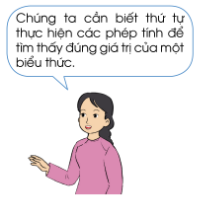 Chúng ta cần biết thứ tự
thực hiện các phép tính để
tìm thấy đúng giá trị của một
biểu thức.